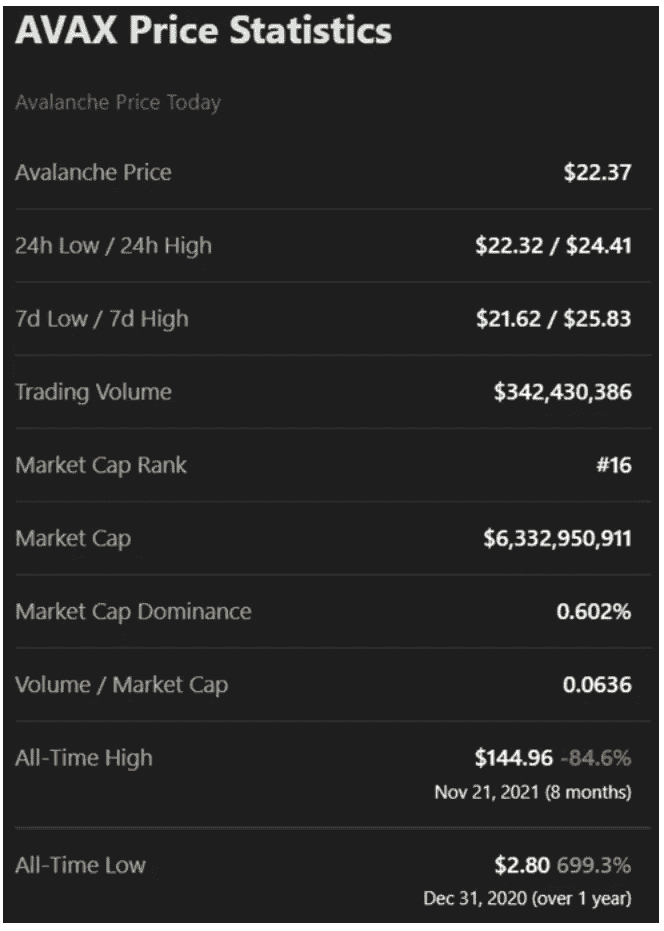 AVAX Price Statistics
Avalanche Price Today
Avalanche Price $22.37
24h Low / 24h High $22.32 / $24.41
7d Low / 7d High $21.62 / $25.83
Trading Volume $342,430,386
Market Cap Rank #16
Market Cap $6,332,950,911
Market Cap Dominance 0.602%
Volume / Market Cap 0.0636
All-Time High $144.96 -84.6%
Nov 21, 2021 (8 months)
All-Time Low $2.80 699.3%
Dec 31, 2020 (over 1 year)